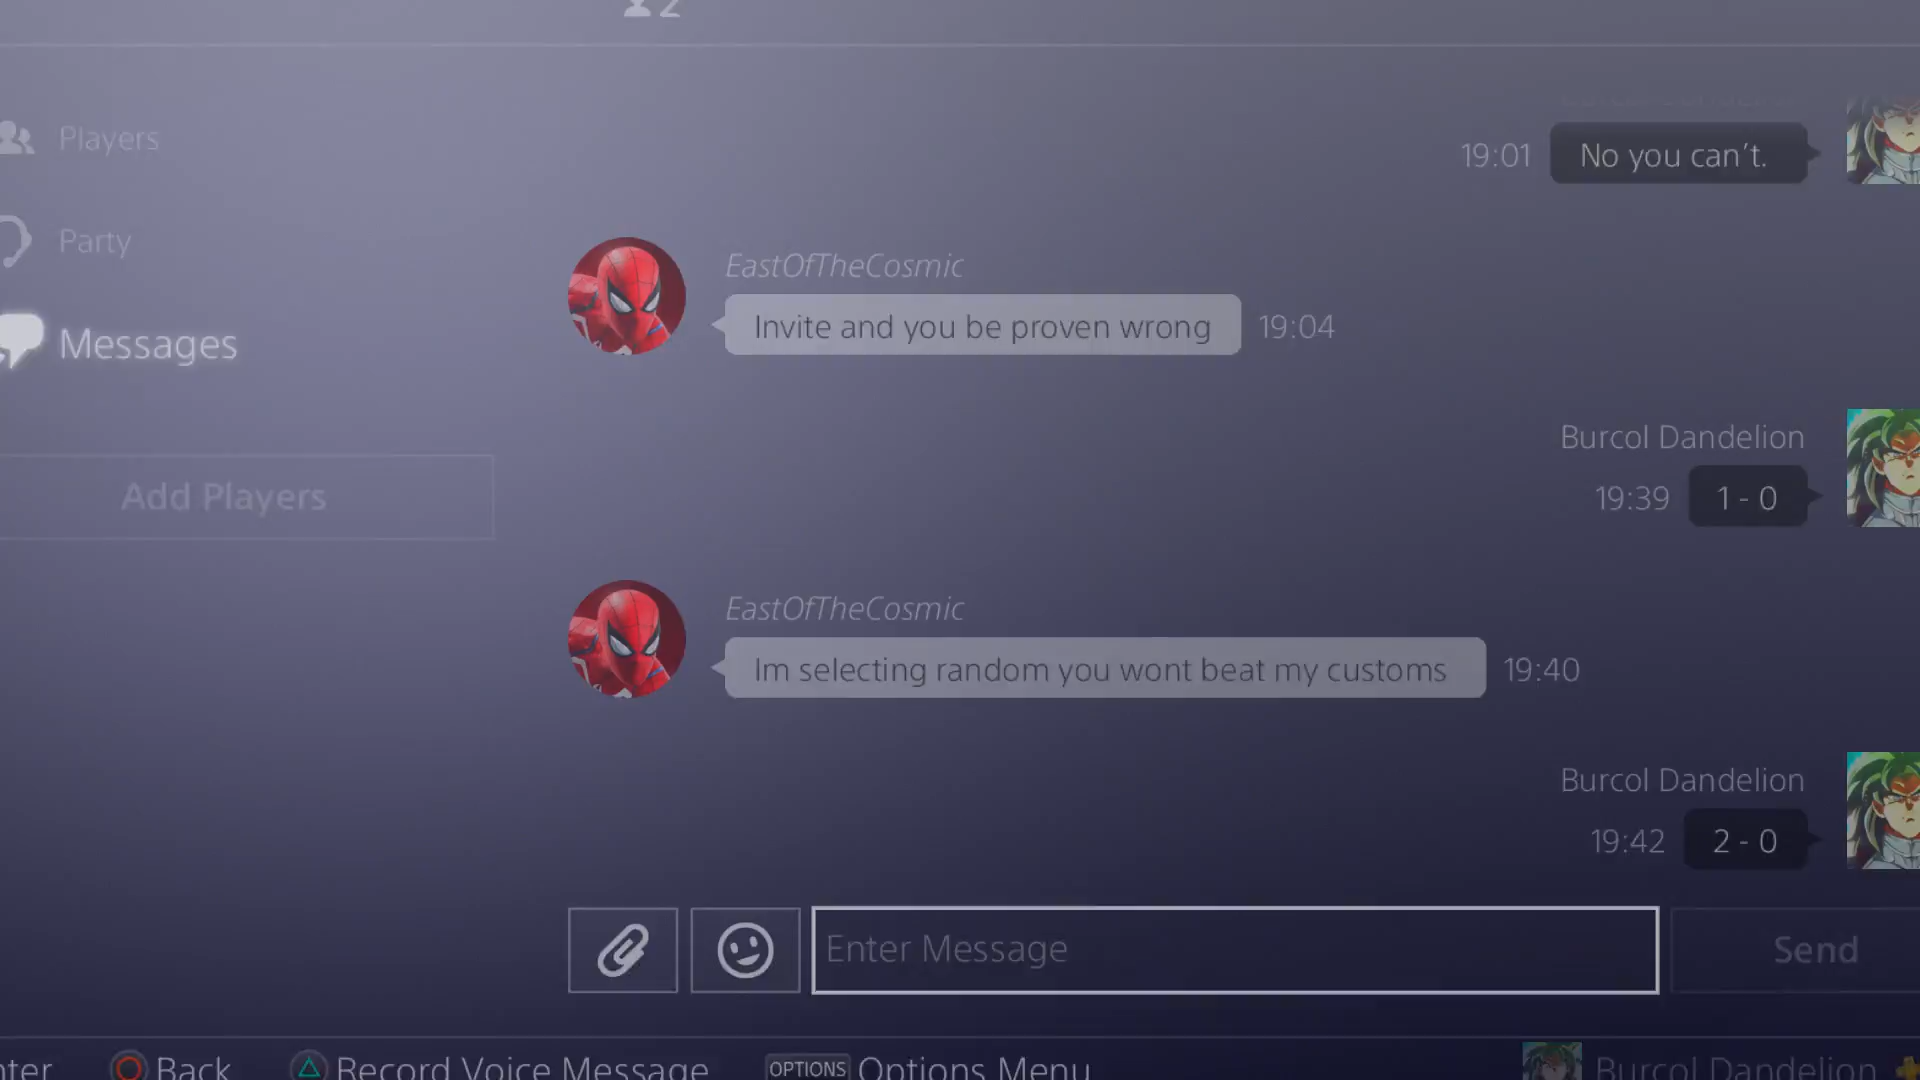 2
Players
19:01 No you can't.
Party
EastOfTheCosmic
Invite and you be proven wrong 19:04
Messages
Burcol Dandelion
19:39 1 - 0
Add Players
EastOfTheCosmic
Im selecting random you wont beat my customs 19:40
Burcol Dandelion
19:42 2 - 0
Enter Message
Send
Back
Record Voice Message
OPTIONS Options Menu
Burcol Dandelion